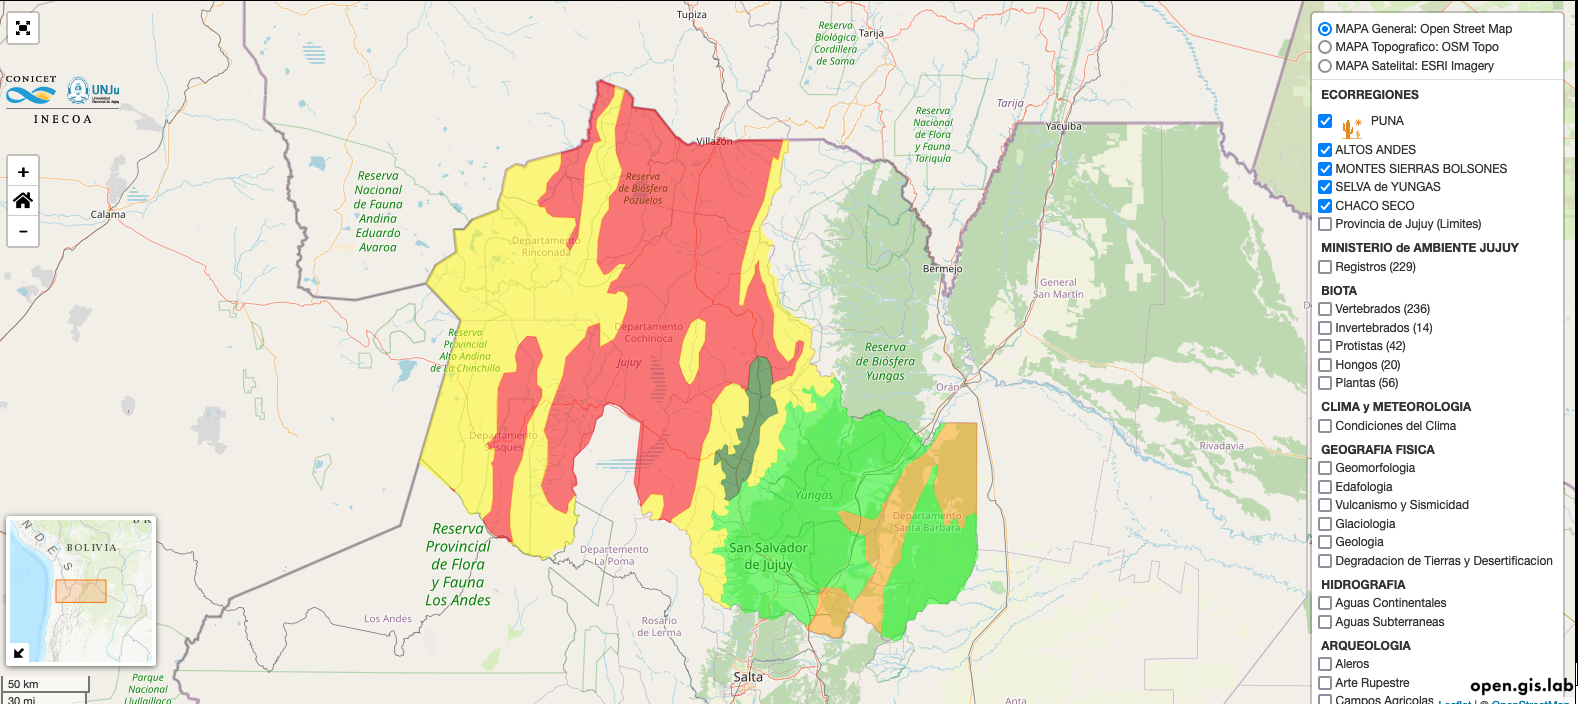 Tupiza
Reserva
Biológica
Cordillera
de Sama
Tarija
CONICET
UNJu
Universidad
Nacional de Jujuy
INECOA
Reserva
Nacional
de Flora
y Fauna
Tariquía
Tarija
Yacuiba
Villazón
Reserva
Nacional
de Fauna
Andina
Eduardo
Avaroa
Reserva
de Biósfera
Pozuelos
Calama
Departamento
Rinconada
Bermejo
General
San Martín
Reserva
Provincial
Alto Andina
de La Chinchilla
Departamento
Cochinoca
Jujuy
Reserva
de Biósfera
Yungas
Orán
Departamento
Susques
Rivadavia
Yungas
Departamento
Santa Bárbara
Reserva
Provincial
de Flora
y Fauna
Los Andes
Departamento
La Poma
San Salvador
de Jujuy
Los Andes
Rosario
de Lerma
Salta
Anta
Parque
Nacional
Llullaillaco
+
−
ANDES
BOLIVIA
BR
50 km
30 mi
MAPA General: Open Street Map
MAPA Topografico: OSM Topo
MAPA Satelital: ESRI Imagery
ECORREGIONES
PUNA
ALTOS ANDES
MONTES SIERRAS BOLSONES
SELVA de YUNGAS
CHACO SECO
Provincia de Jujuy (Limites)
MINISTERIO de AMBIENTE JUJUY
Registros (229)
BIOTA
Vertebrados (236)
Invertebrados (14)
Protistas (42)
Hongos (20)
Plantas (56)
CLIMA y METEOROLOGIA
Condiciones del Clima
GEOGRAFIA FISICA
Geomorfologia
Edafologia
Vulcanismo y Sismicidad
Glaciologia
Geologia
Degradacion de Tierras y Desertificacion
HIDROGRAFIA
Aguas Continentales
Aguas Subterraneas
ARQUEOLOGIA
Aleros
Arte Rupestre
Campos Agricolas
open.gis.lab
Leaflet | © OpenStreetMap